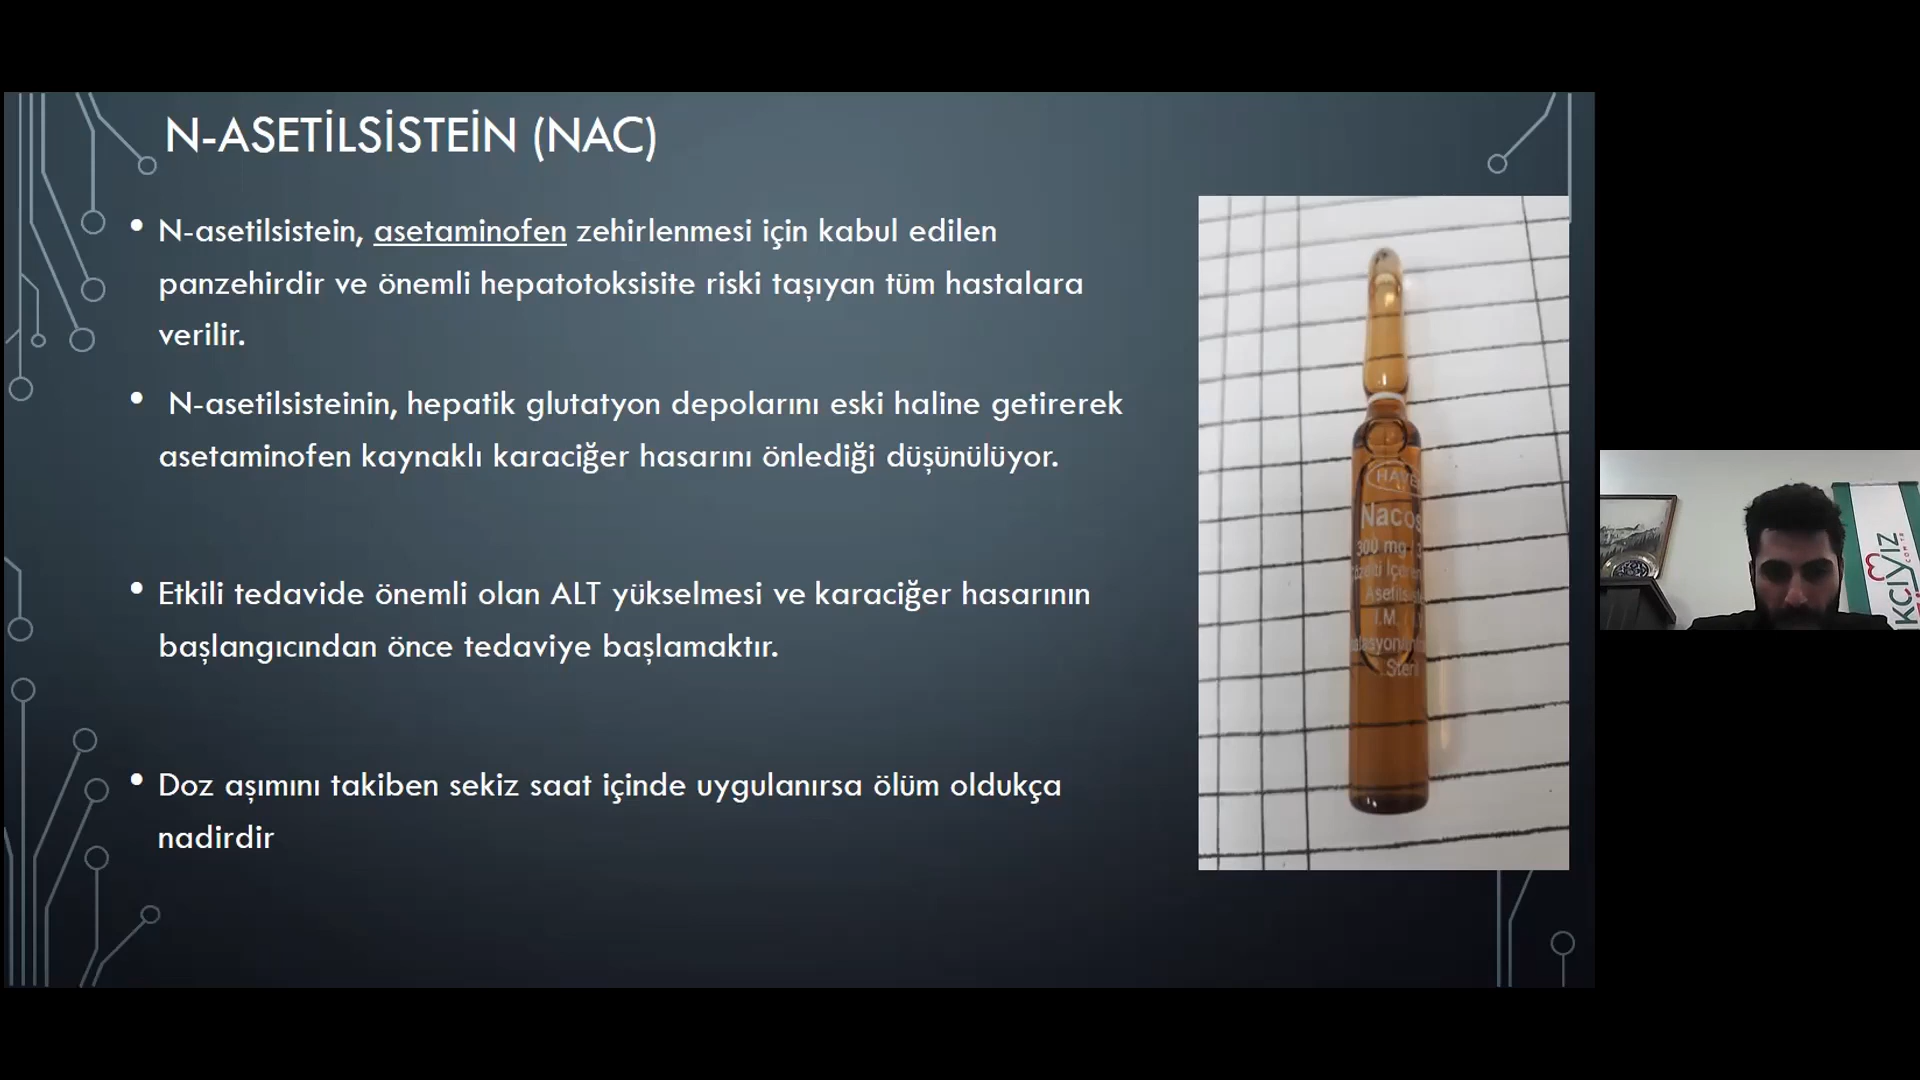 N-ASETİLSİSTEİN (NAC)
• N-asetilsistein, asetaminofen zehirlenmesi için kabul edilen
panzehirdir ve önemli hepatotoksisite riski taşıyan tüm hastalara
verilir.
• N-asetilsisteinin, hepatik glutatyon depolarını eski haline getirerek
asetaminofen kaynaklı karaciğer hasarını önlediği düşünülüyor.
• Etkili tedavide önemli olan ALT yükselmesi ve karaciğer hasarının
başlangıcından önce tedaviye başlamaktır.
• Doz aşımını takiben sekiz saat içinde uygulanırsa ölüm oldukça
nadirdir
300 mg
I.M.
Steril